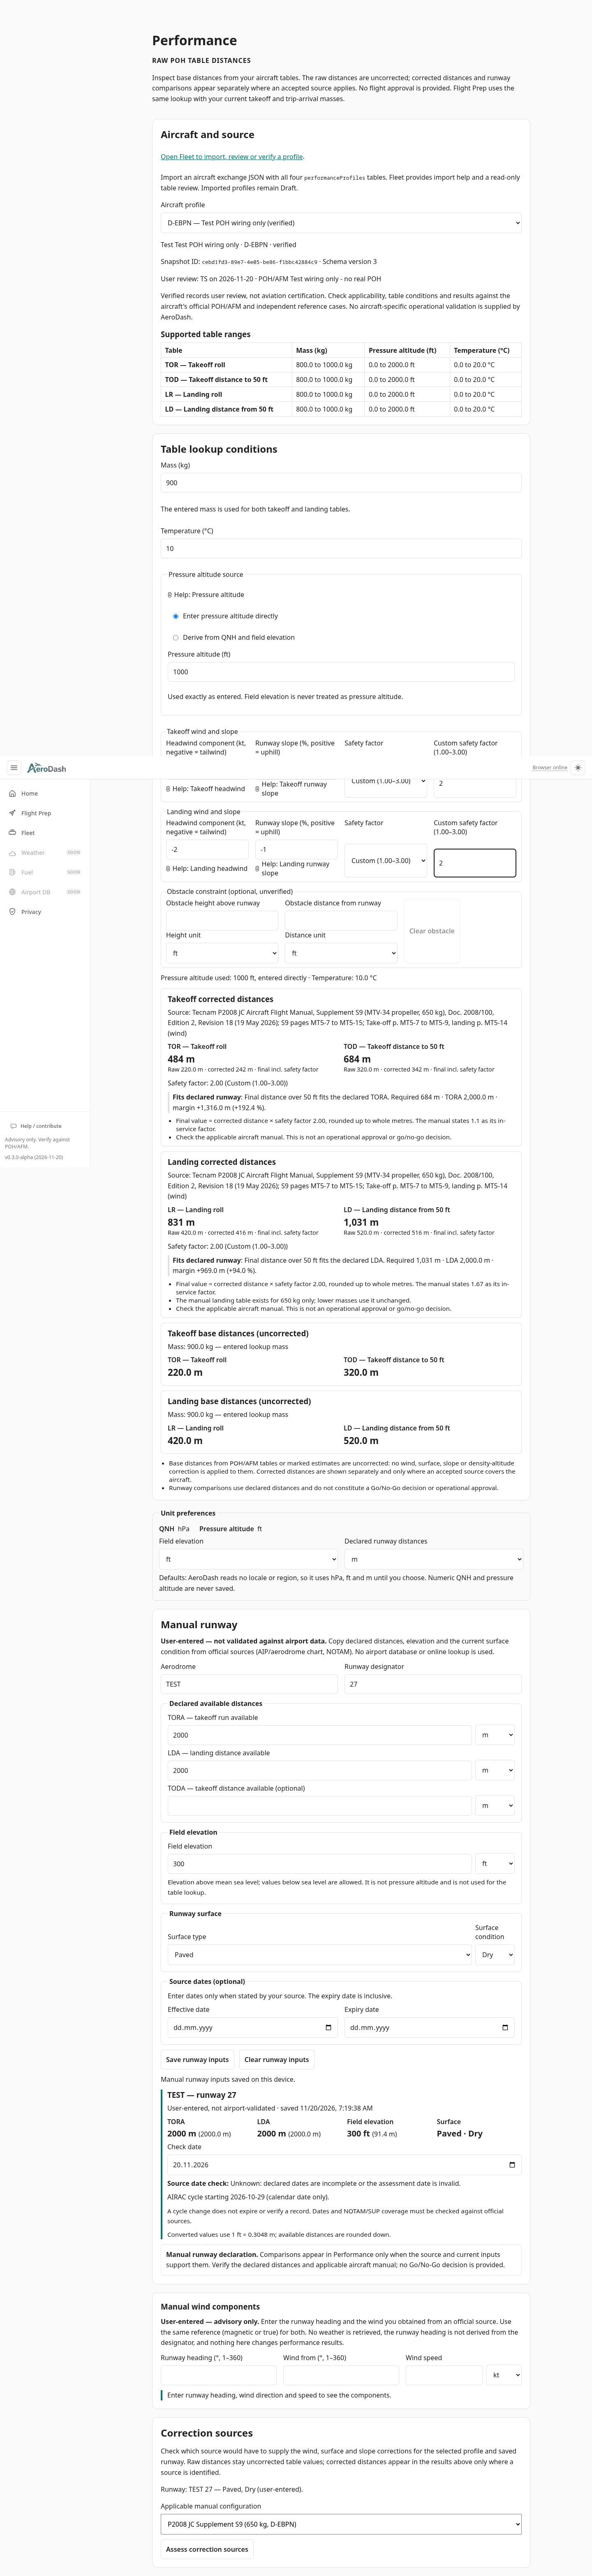 Performance
RAW POH TABLE DISTANCES
Inspect base distances from your aircraft tables. The raw distances are uncorrected; corrected distances and runway
comparisons appear separately where an accepted source applies. No flight approval is provided. Flight Prep uses the
same lookup with your current takeoff and trip-arrival masses.
Aircraft and source
Open Fleet to import, review or verify a profile.
Import an aircraft exchange JSON with all four performanceProfiles tables. Fleet provides import help and a read-only
table review. Imported profiles remain Draft.
Aircraft profile
D-EBPN — Test POH wiring only (verified)
Test Test POH wiring only · D-EBPN · verified
Snapshot ID: cebd1fd3-89e7-4e05-be86-f1bbc42884c9 · Schema version 3
User review: TS on 2026-11-20 · POH/AFM Test wiring only - no real POH
Verified records user review, not aviation certification. Check applicability, table conditions and results against the
aircraft's official POH/AFM and independent reference cases. No aircraft-specific operational validation is supplied by
AeroDash.
Supported table ranges
Table Mass (kg) Pressure altitude (ft) Temperature (°C)
TOR — Takeoff roll 800.0 to 1000.0 kg 0.0 to 2000.0 ft 0.0 to 20.0 °C
TOD — Takeoff distance to 50 ft 800.0 to 1000.0 kg 0.0 to 2000.0 ft 0.0 to 20.0 °C
LR — Landing roll 800.0 to 1000.0 kg 0.0 to 2000.0 ft 0.0 to 20.0 °C
LD — Landing distance from 50 ft 800.0 to 1000.0 kg 0.0 to 2000.0 ft 0.0 to 20.0 °C
Table lookup conditions
Mass (kg)
900
The entered mass is used for both takeoff and landing tables.
Temperature (°C)
10
Pressure altitude source
Help: Pressure altitude
Enter pressure altitude directly
Derive from QNH and field elevation
Pressure altitude (ft)
1000
Used exactly as entered. Field elevation is never treated as pressure altitude.
Takeoff wind and slope
Headwind component (kt, negative = tailwind) Runway slope (%, positive = uphill) Safety factor Custom safety factor (1.00–3.00)
AeroDash
Browser online
Custom (1.00–3.00) 2
Help: Takeoff headwind Help: Takeoff runway slope
Home
Flight Prep
Fleet
Weather SOON
Fuel SOON
Airport DB SOON
Privacy
Help / contribute
Advisory only. Verify against
POH/AFM.
v0.3.0-alpha (2026-11-20)
Landing wind and slope
Headwind component (kt, negative = tailwind) Runway slope (%, positive = uphill) Safety factor Custom safety factor (1.00–3.00)
-2 -1 Custom (1.00–3.00) 2
Help: Landing headwind Help: Landing runway slope
Obstacle constraint (optional, unverified)
Obstacle height above runway Obstacle distance from runway
Clear obstacle
Height unit Distance unit
ft ft
Pressure altitude used: 1000 ft, entered directly · Temperature: 10.0 °C
Takeoff corrected distances
Source: Tecnam P2008 JC Aircraft Flight Manual, Supplement S9 (MTV-34 propeller, 650 kg), Doc. 2008/100,
Edition 2, Revision 18 (19 May 2026); S9 pages MT5-7 to MT5-15; Take-off p. MT5-7 to MT5-9, landing p. MT5-14
(wind)
TOR — Takeoff roll TOD — Takeoff distance to 50 ft
484 m 684 m
Raw 220.0 m · corrected 242 m · final incl. safety factor Raw 320.0 m · corrected 342 m · final incl. safety factor
Safety factor: 2.00 (Custom (1.00–3.00))
Fits declared runway: Final distance over 50 ft fits the declared TORA. Required 684 m · TORA 2,000.0 m ·
margin +1,316.0 m (+192.4 %).
• Final value = corrected distance × safety factor 2.00, rounded up to whole metres. The manual states 1.1 as its in-
service factor.
• Check the applicable aircraft manual. This is not an operational approval or go/no-go decision.
Landing corrected distances
Source: Tecnam P2008 JC Aircraft Flight Manual, Supplement S9 (MTV-34 propeller, 650 kg), Doc. 2008/100,
Edition 2, Revision 18 (19 May 2026); S9 pages MT5-7 to MT5-15; Take-off p. MT5-7 to MT5-9, landing p. MT5-14
(wind)
LR — Landing roll LD — Landing distance from 50 ft
831 m 1,031 m
Raw 420.0 m · corrected 416 m · final incl. safety factor Raw 520.0 m · corrected 516 m · final incl. safety factor
Safety factor: 2.00 (Custom (1.00–3.00))
Fits declared runway: Final distance over 50 ft fits the declared LDA. Required 1,031 m · LDA 2,000.0 m ·
margin +969.0 m (+94.0 %).
• Final value = corrected distance × safety factor 2.00, rounded up to whole metres. The manual states 1.67 as its in-
service factor.
• The manual landing table exists for 650 kg only; lower masses use it unchanged.
• Check the applicable aircraft manual. This is not an operational approval or go/no-go decision.
Takeoff base distances (uncorrected)
Mass: 900.0 kg — entered lookup mass
TOR — Takeoff roll TOD — Takeoff distance to 50 ft
220.0 m 320.0 m
Landing base distances (uncorrected)
Mass: 900.0 kg — entered lookup mass
LR — Landing roll LD — Landing distance from 50 ft
420.0 m 520.0 m
• Base distances from POH/AFM tables or marked estimates are uncorrected: no wind, surface, slope or density-altitude
correction is applied to them. Corrected distances are shown separately and only where an accepted source covers the
aircraft.
• Runway comparisons use declared distances and do not constitute a Go/No-Go decision or operational approval.
Unit preferences
QNH hPa Pressure altitude ft
Field elevation Declared runway distances
ft m
Defaults: AeroDash reads no locale or region, so it uses hPa, ft and m until you choose. Numeric QNH and pressure
altitude are never saved.
Manual runway
User-entered — not validated against airport data. Copy declared distances, elevation and the current surface
condition from official sources (AIP/aerodrome chart, NOTAM). No airport database or online lookup is used.
Aerodrome Runway designator
TEST 27
Declared available distances
TORA — takeoff run available
2000 m
LDA — landing distance available
2000 m
TODA — takeoff distance available (optional)
m
Field elevation
Field elevation
300 ft
Elevation above mean sea level; values below sea level are allowed. It is not pressure altitude and is not used for the
table lookup.
Runway surface
Surface type Surface condition
Paved Dry
Source dates (optional)
Enter dates only when stated by your source. The expiry date is inclusive.
Effective date Expiry date
dd.mm.yyyy dd.mm.yyyy
Save runway inputs Clear runway inputs
Manual runway inputs saved on this device.
TEST — runway 27
User-entered, not airport-validated · saved 11/20/2026, 7:19:38 AM
TORA LDA Field elevation Surface
2000 m (2000.0 m) 2000 m (2000.0 m) 300 ft (91.4 m) Paved · Dry
Check date
20.11.2026
Source date check: Unknown: declared dates are incomplete or the assessment date is invalid.
AIRAC cycle starting 2026-10-29 (calendar date only).
A cycle change does not expire or verify a record. Dates and NOTAM/SUP coverage must be checked against official
sources.
Converted values use 1 ft = 0.3048 m; available distances are rounded down.
Manual runway declaration. Comparisons appear in Performance only when the source and current inputs
support them. Verify the declared distances and applicable aircraft manual; no Go/No-Go decision is provided.
Manual wind components
User-entered — advisory only. Enter the runway heading and the wind you obtained from an official source. Use
the same reference (magnetic or true) for both. No weather is retrieved, the runway heading is not derived from the
designator, and nothing here changes performance results.
Runway heading (°, 1–360) Wind from (°, 1–360) Wind speed
kt
Enter runway heading, wind direction and speed to see the components.
Correction sources
Check which source would have to supply the wind, surface and slope corrections for the selected profile and saved
runway. Raw distances stay uncorrected table values; corrected distances appear in the results above only where a
source is identified.
Runway: TEST 27 — Paved, Dry (user-entered).
Applicable manual configuration
P2008 JC Supplement S9 (650 kg, D-EBPN)
Assess correction sources